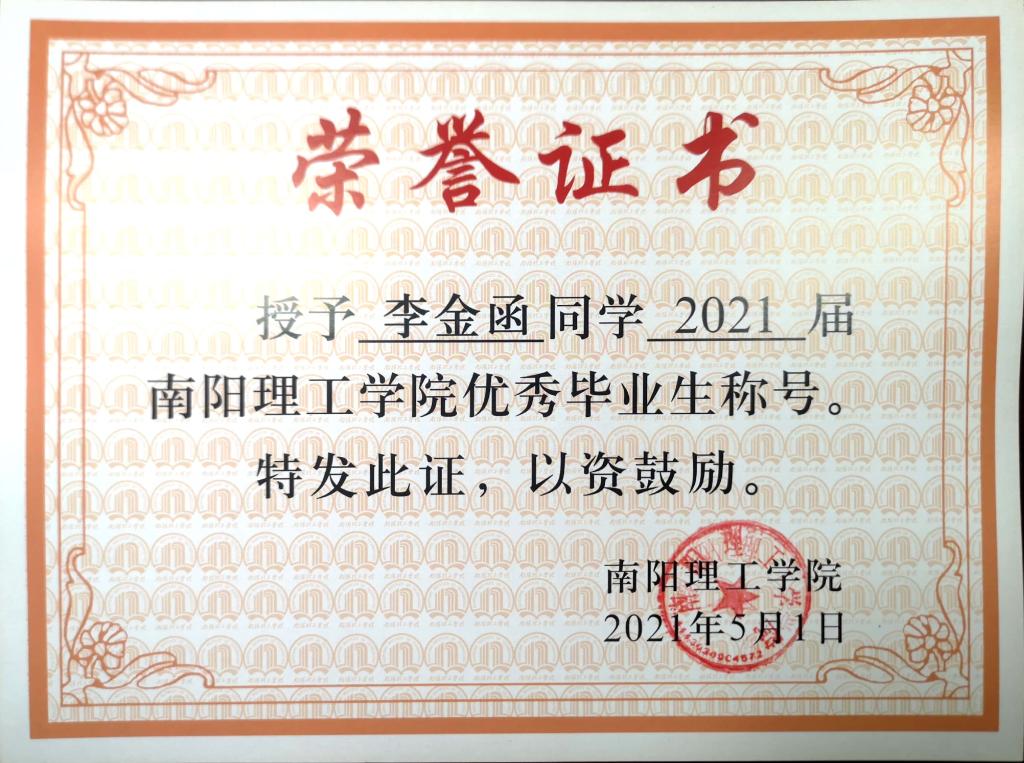 荣誉证书
授予 李金函 同学 2021 届
南阳理工学院优秀毕业生称号。
特发此证，以资鼓励。
南阳理工学院
2021年5月1日